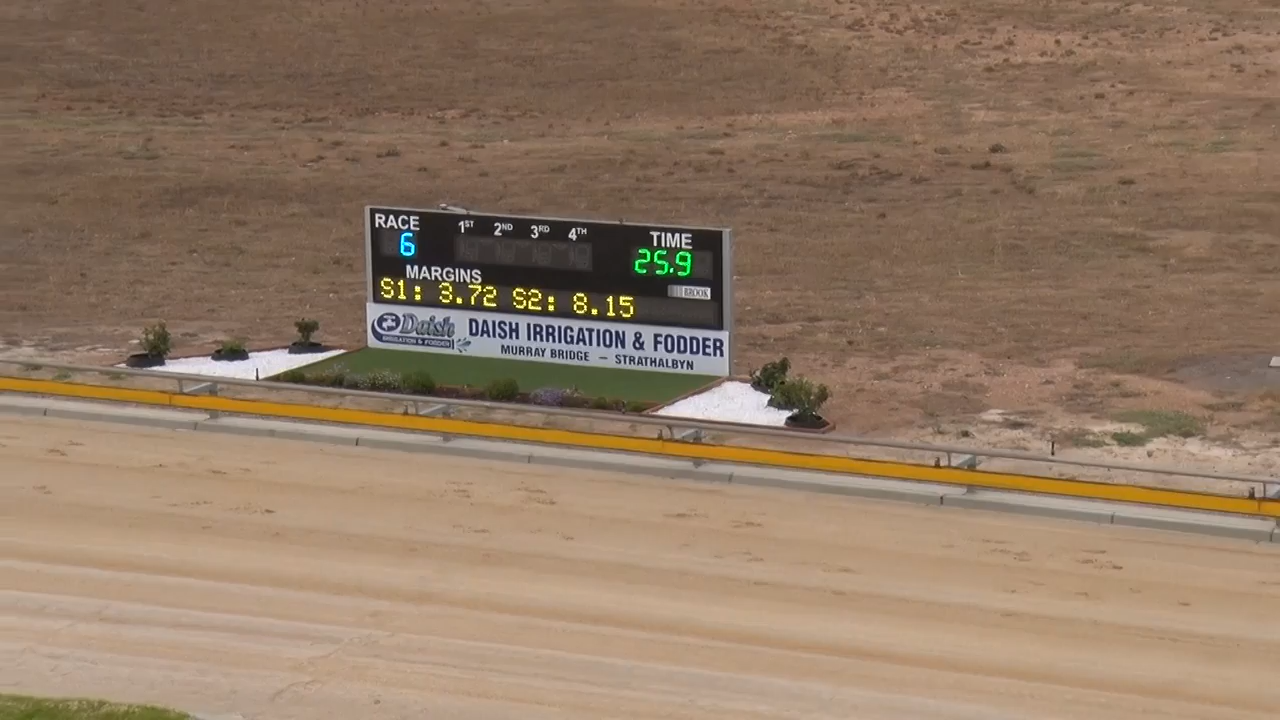 RACE 1ST 2ND 3RD 4TH TIME
6 25.9
MARGINS
BROOK
S1: 3.72 S2: 8.15
Daish
IRRIGATION & FODDER
DAISH IRRIGATION & FODDER
MURRAY BRIDGE - STRATHALBYN